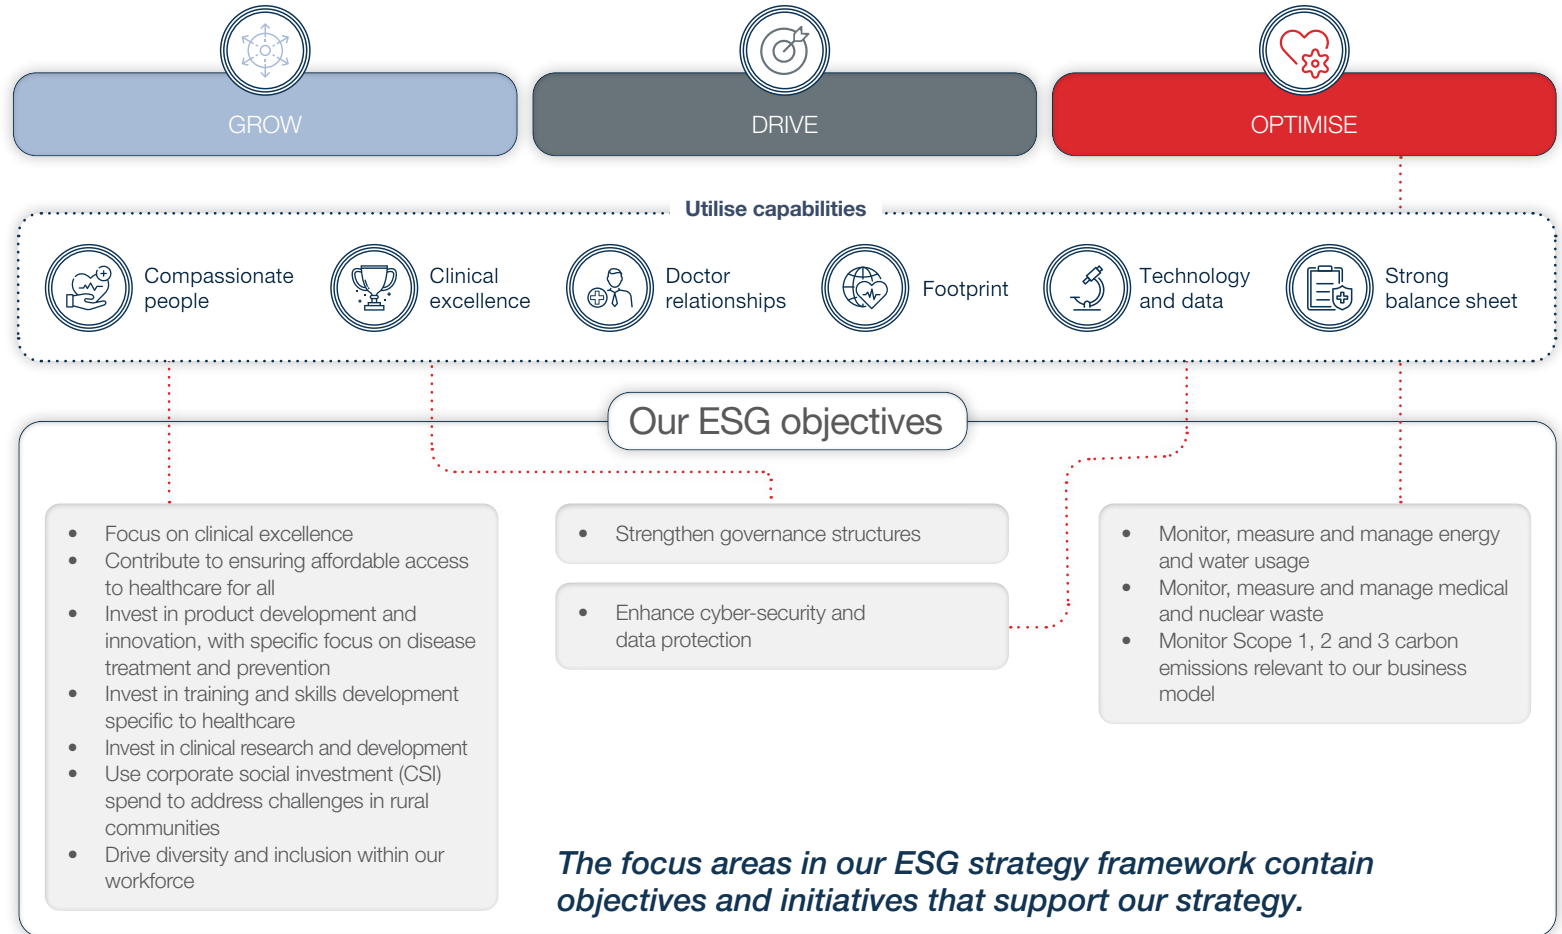 GROW
DRIVE
OPTIMISE
Utilise capabilities
Compassionate
people
Clinical
excellence
Doctor
relationships
Footprint
Technology
and data
Strong
balance sheet
Our ESG objectives
• Focus on clinical excellence
• Contribute to ensuring affordable access
to healthcare for all
• Invest in product development and
innovation, with specific focus on disease
treatment and prevention
• Invest in training and skills development
specific to healthcare
• Invest in clinical research and development
• Use corporate social investment (CSI)
spend to address challenges in rural
communities
• Drive diversity and inclusion within our
workforce
• Strengthen governance structures
• Enhance cyber-security and
data protection
• Monitor, measure and manage energy
and water usage
• Monitor, measure and manage medical
and nuclear waste
• Monitor Scope 1, 2 and 3 carbon
emissions relevant to our business
model
The focus areas in our ESG strategy framework contain
objectives and initiatives that support our strategy.